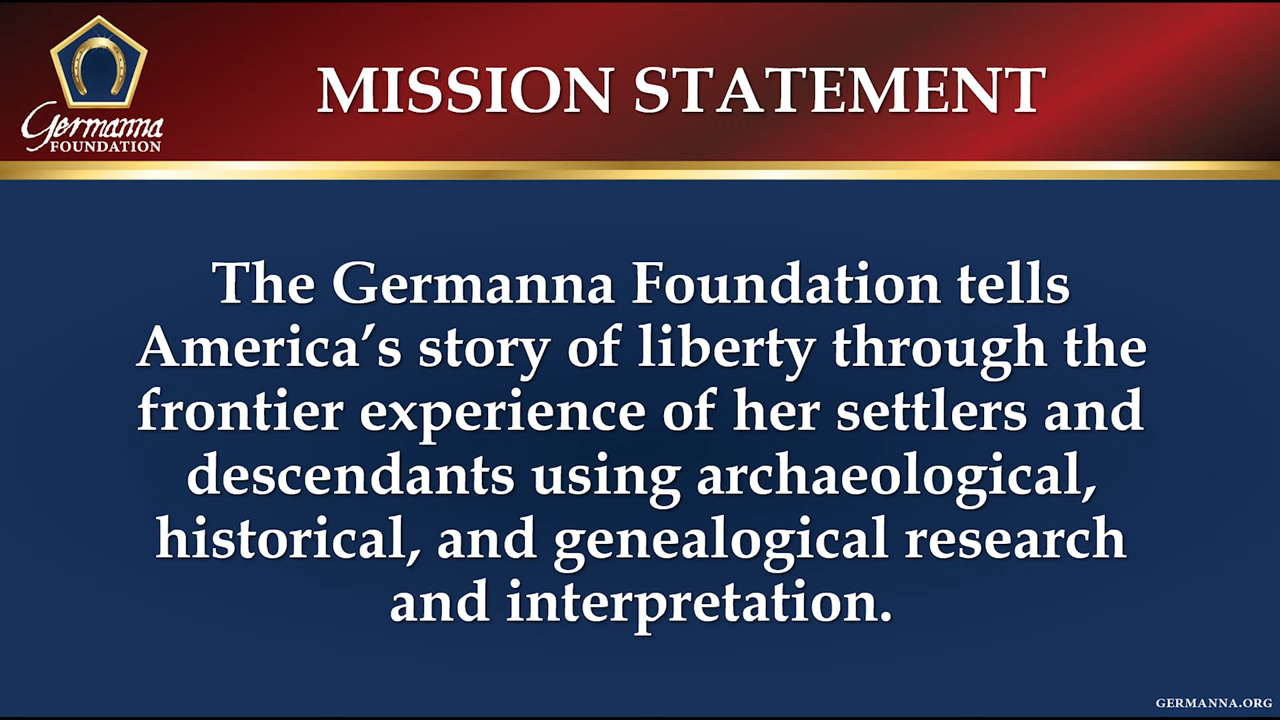 Germanna
FOUNDATION
MISSION STATEMENT
The Germanna Foundation tells
America’s story of liberty through the
frontier experience of her settlers and
descendants using archaeological,
historical, and genealogical research
and interpretation.
GERMANNA.ORG